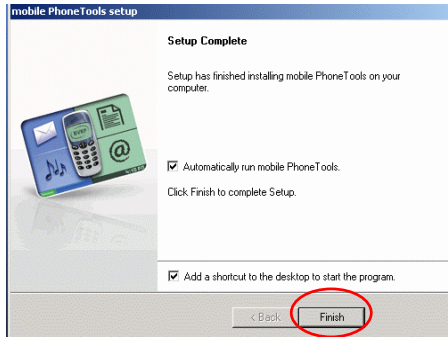 mobile PhoneTools setup
Setup Complete
Setup has finished installing mobile PhoneTools on your
computer.
Automatically run mobile PhoneTools.
Click Finish to complete Setup.
Add a shortcut to the desktop to start the program.
< Back
Finish